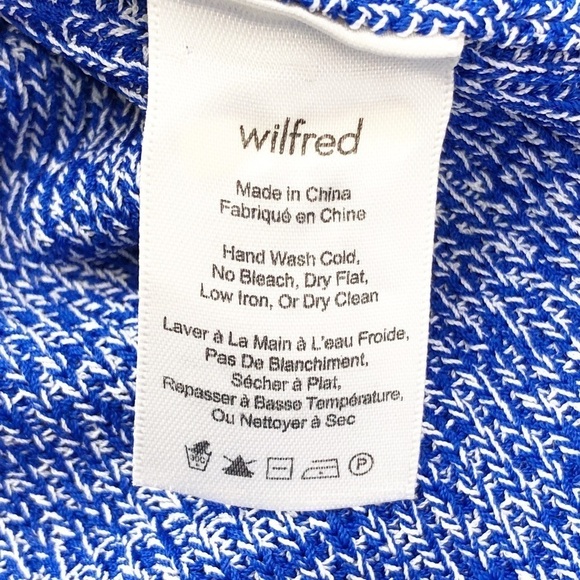 wilfred
Made in China
Fabriqué en Chine
Hand Wash Cold,
No Bleach, Dry Flat,
Low Iron, Or Dry Clean
Laver à La Main à L'eau Froide,
Pas De Blanchiment,
Sécher à Plat,
Repasser à Basse Température,
Ou Nettoyer à Sec
P